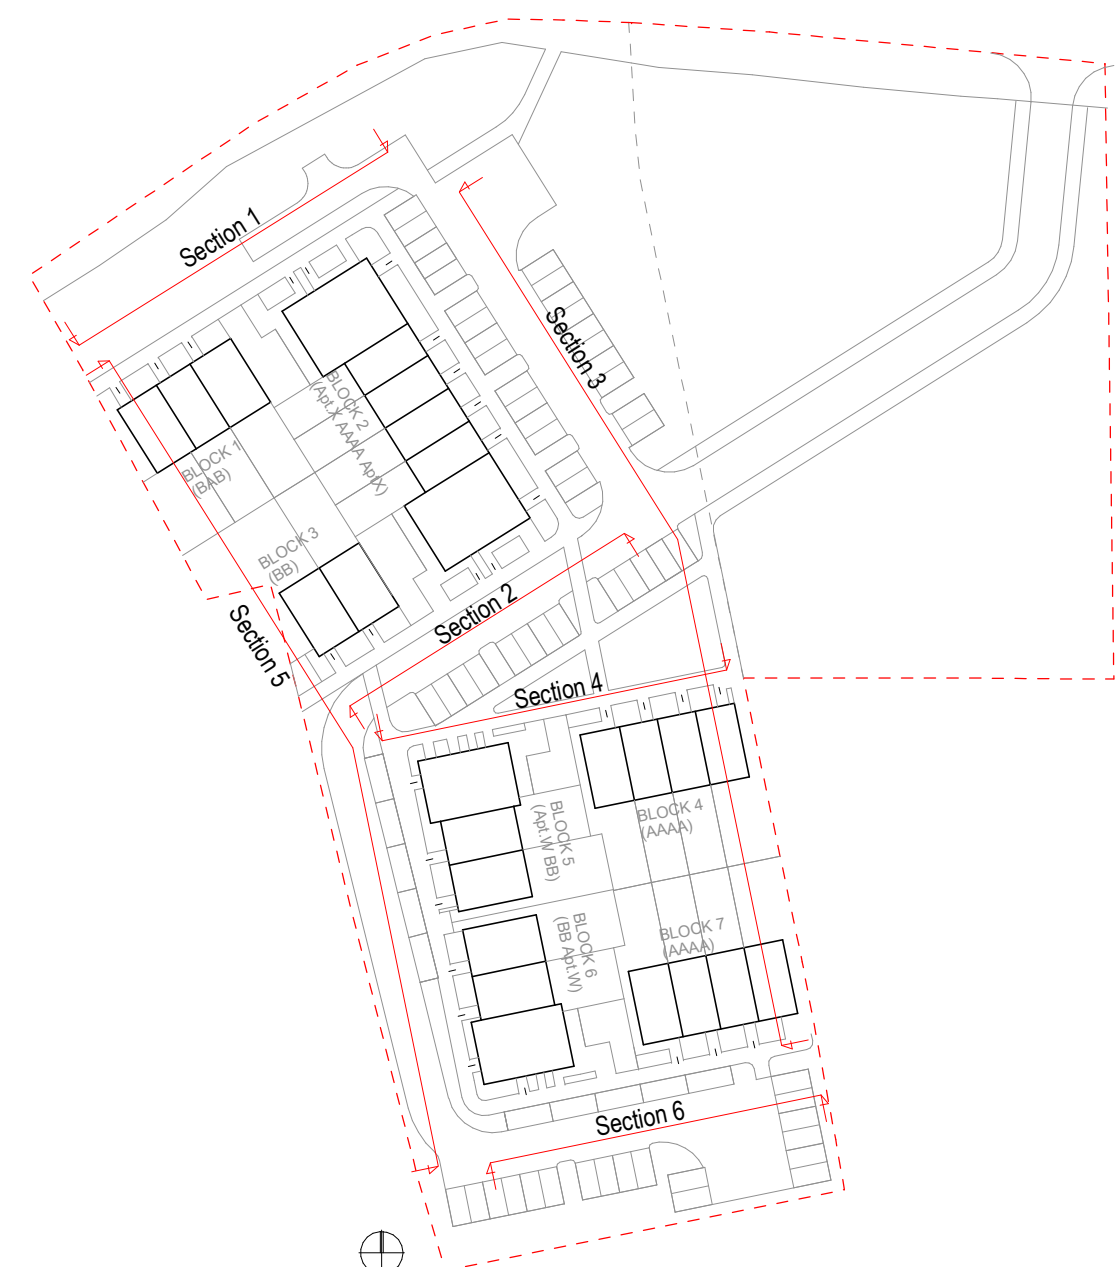 Section 1
Section 3
BLOCK 2
(Apt.X AAAA AptX)
BLOCK 1
(BAB)
BLOCK 3
(BB)
Section 2
Section 5
Section 4
BLOCK 5
(Apt.W BB)
BLOCK 4
(AAAA)
BLOCK 6
(BB Apt.W)
BLOCK 7
(AAAA)
Section 6